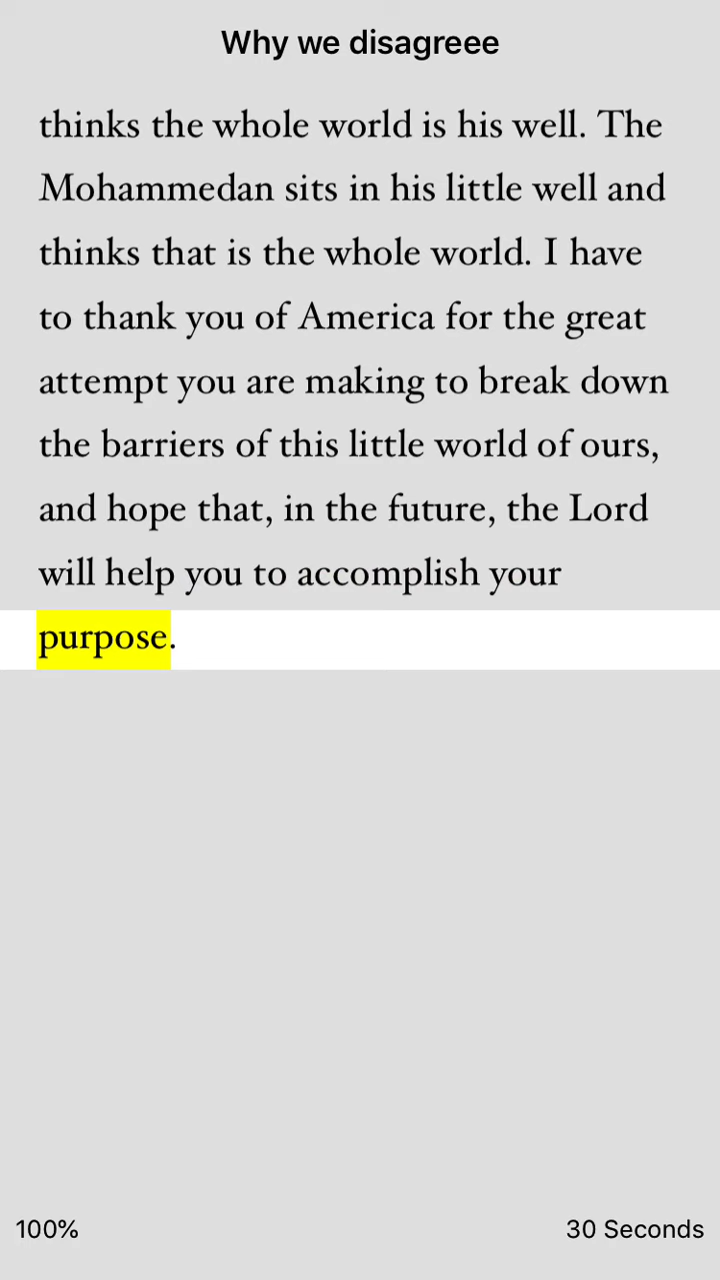 Why we disagreee
thinks the whole world is his well. The
Mohammedan sits in his little well and
thinks that is the whole world. I have
to thank you of America for the great
attempt you are making to break down
the barriers of this little world of ours,
and hope that, in the future, the Lord
will help you to accomplish your
purpose.
100%
30 Seconds